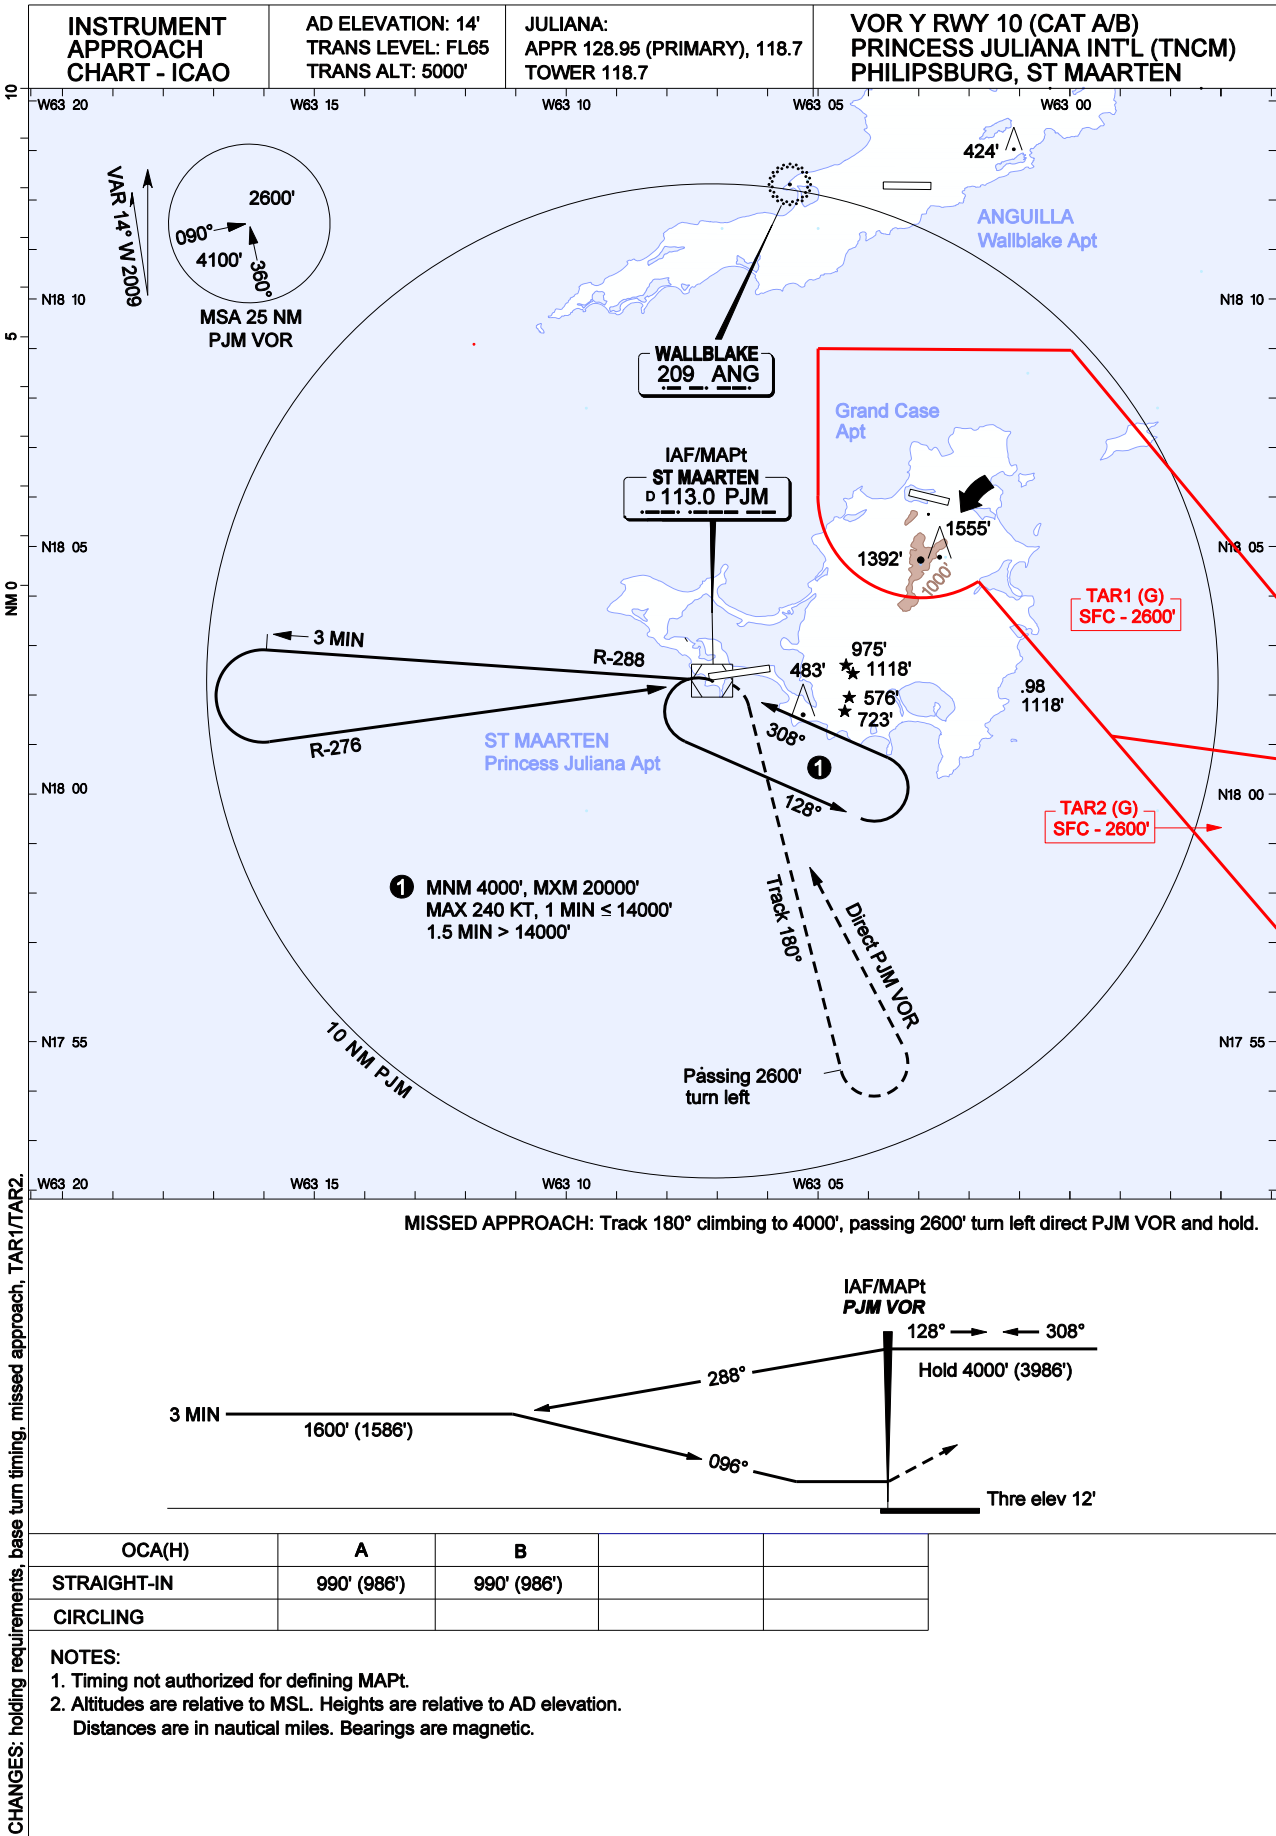 INSTRUMENT
APPROACH
CHART - ICAO
AD ELEVATION: 14'
TRANS LEVEL: FL65
TRANS ALT: 5000'
JULIANA:
APPR 128.95 (PRIMARY), 118.7
TOWER 118.7
VOR Y RWY 10 (CAT A/B)
PRINCESS JULIANA INT'L (TNCM)
PHILIPSBURG, ST MAARTEN
10
5
NM 0
W63 20
W63 15
W63 10
W63 05
W63 00
VAR 14° W 2009
2600'
090°
4100'
360°
MSA 25 NM
PJM VOR
424'
ANGUILLA
Wallblake Apt
N18 10
N18 10
WALLBLAKE
209 ANG
Grand Case
Apt
IAF/MAPt
ST MAARTEN
D 113.0 PJM
1555'
1392'
1000'
N18 05
N18 05
TAR1 (G)
SFC - 2600'
3 MIN
R-288
975'
1118'
483'
576'
723'
.98
1118'
308°
R-276
ST MAARTEN
Princess Juliana Apt
1
128°
N18 00
N18 00
TAR2 (G)
SFC - 2600'
1 MNM 4000', MXM 20000'
MAX 240 KT, 1 MIN ≤ 14000'
1.5 MIN > 14000'
Track 180°
Direct PJM VOR
N17 55
N17 55
10 NM PJM
Passing 2600'
turn left
W63 20
W63 15
W63 10
W63 05
MISSED APPROACH: Track 180° climbing to 4000', passing 2600' turn left direct PJM VOR and hold.
IAF/MAPt
PJM VOR
128°
308°
288°
Hold 4000' (3986')
3 MIN
1600' (1586')
096°
Thre elev 12'
OCA(H) A B
STRAIGHT-IN 990' (986') 990' (986')
CIRCLING
NOTES:
1. Timing not authorized for defining MAPt.
2. Altitudes are relative to MSL. Heights are relative to AD elevation.
Distances are in nautical miles. Bearings are magnetic.
CHANGES: holding requirements, base turn timing, missed approach, TAR1/TAR2.